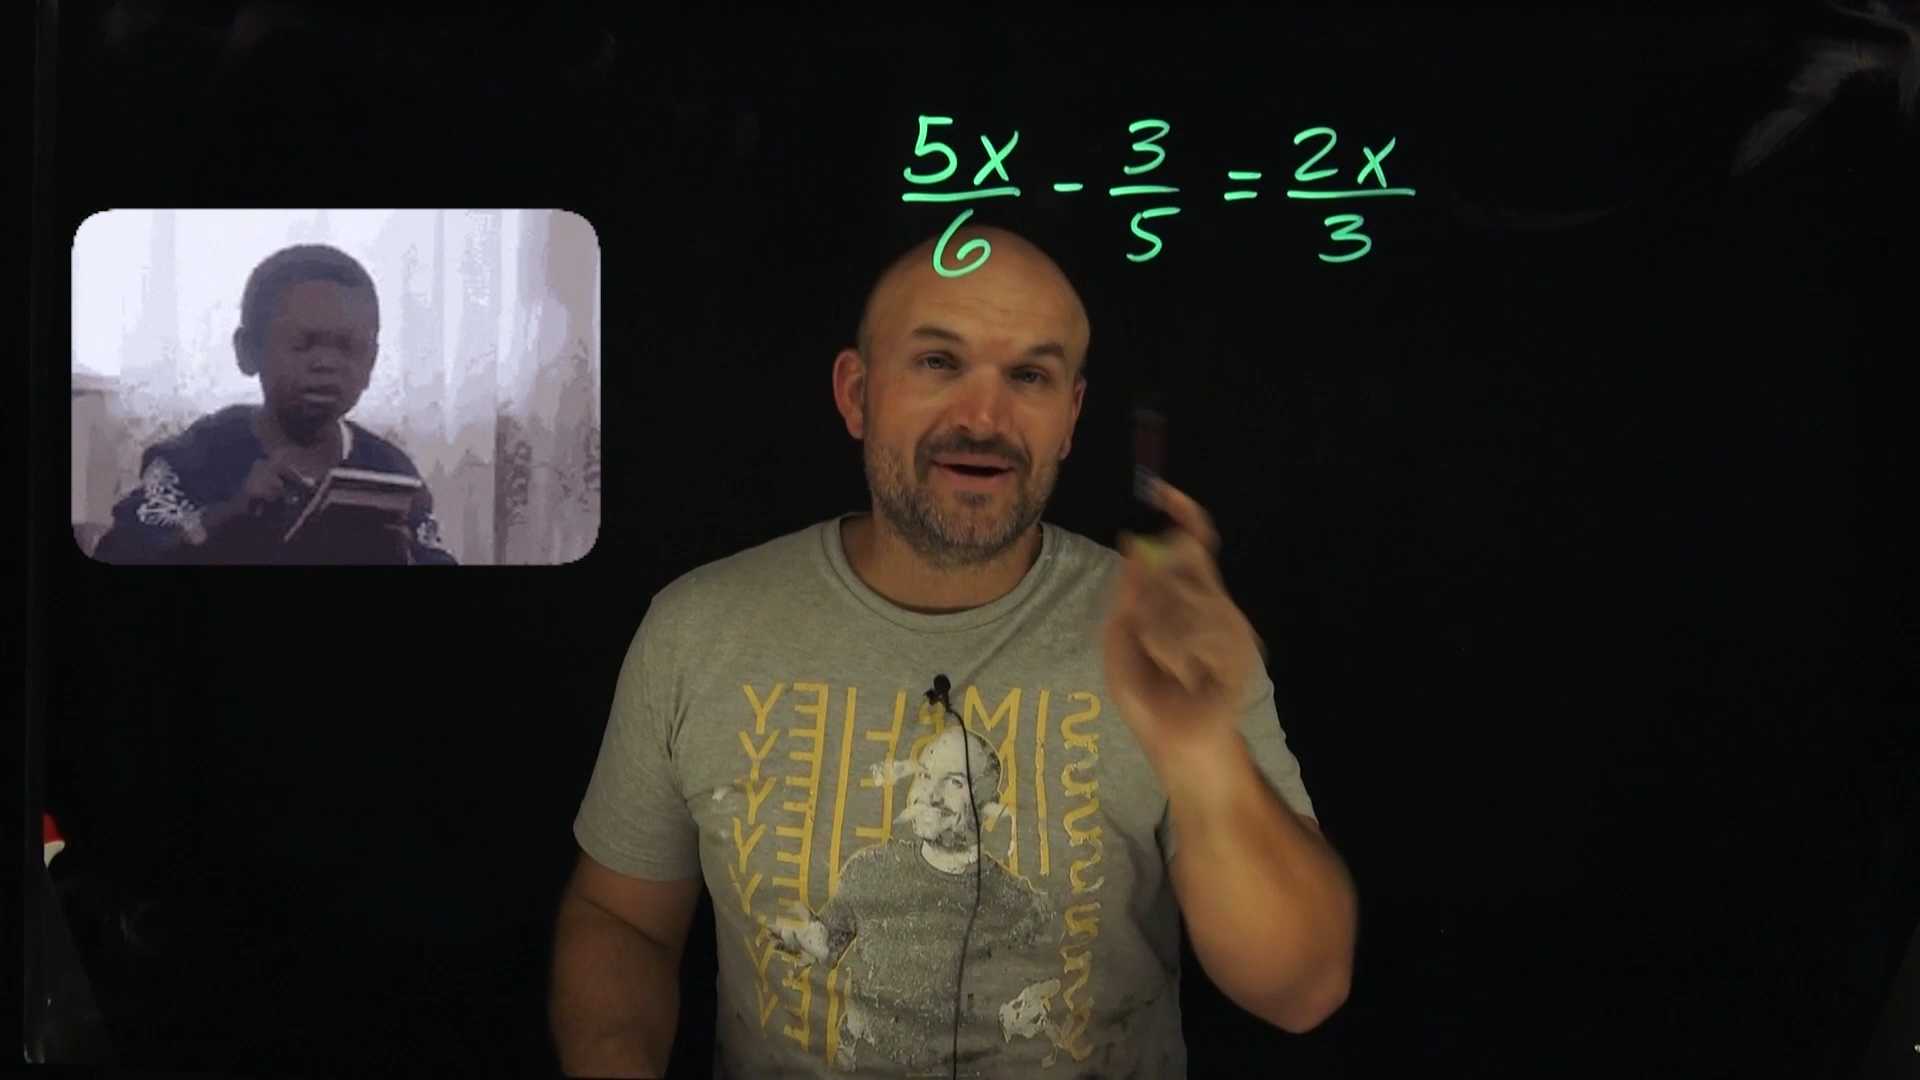 5x/6 - 3/5 = 2x/3